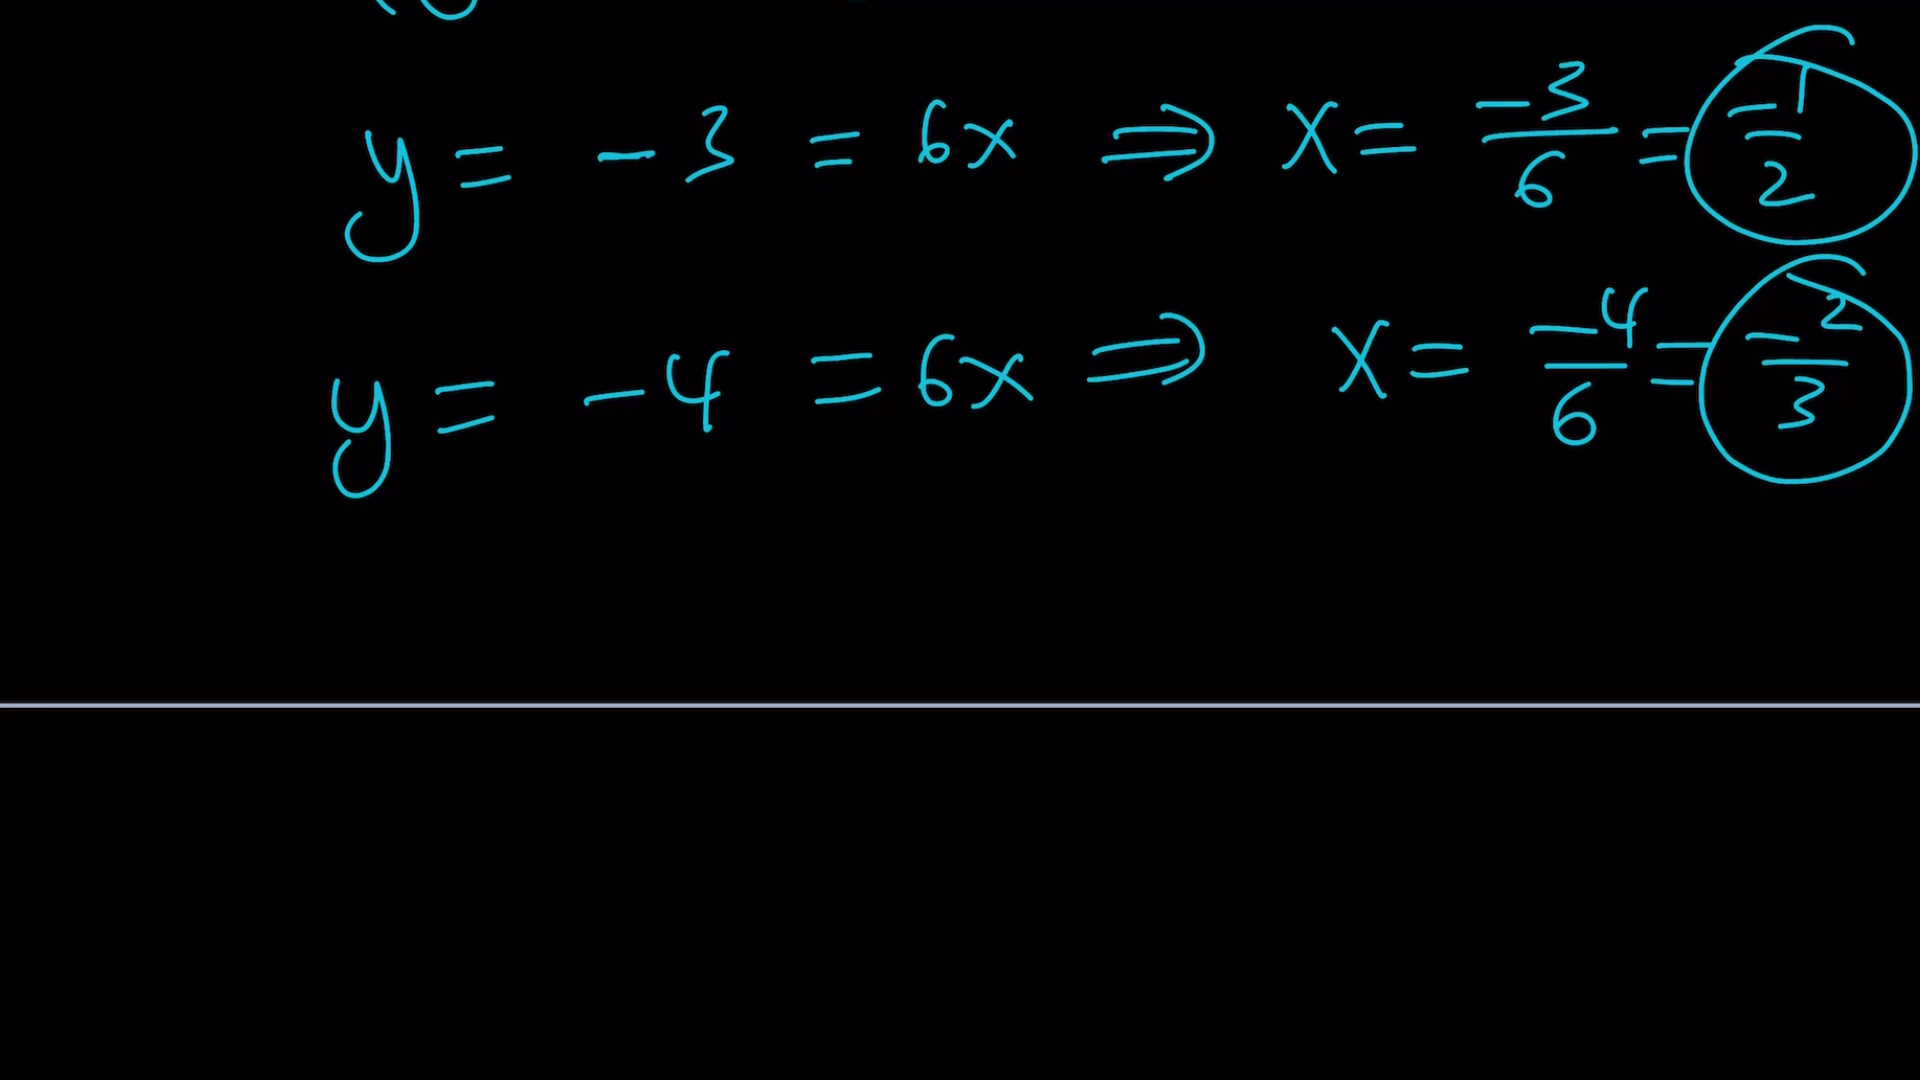 y = -3 = 6x ⇒ x = -3/6 = -1/2
y = -4 = 6x ⇒ x = -4/6 = -2/3